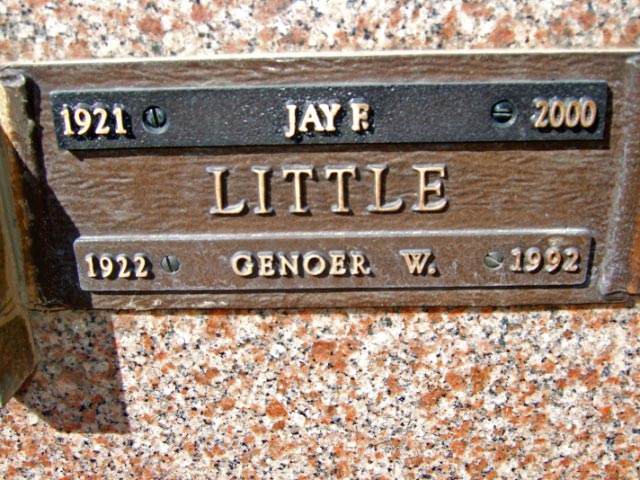 1921 JAY F. 2000
LITTLE
1922 GENOER W. 1992